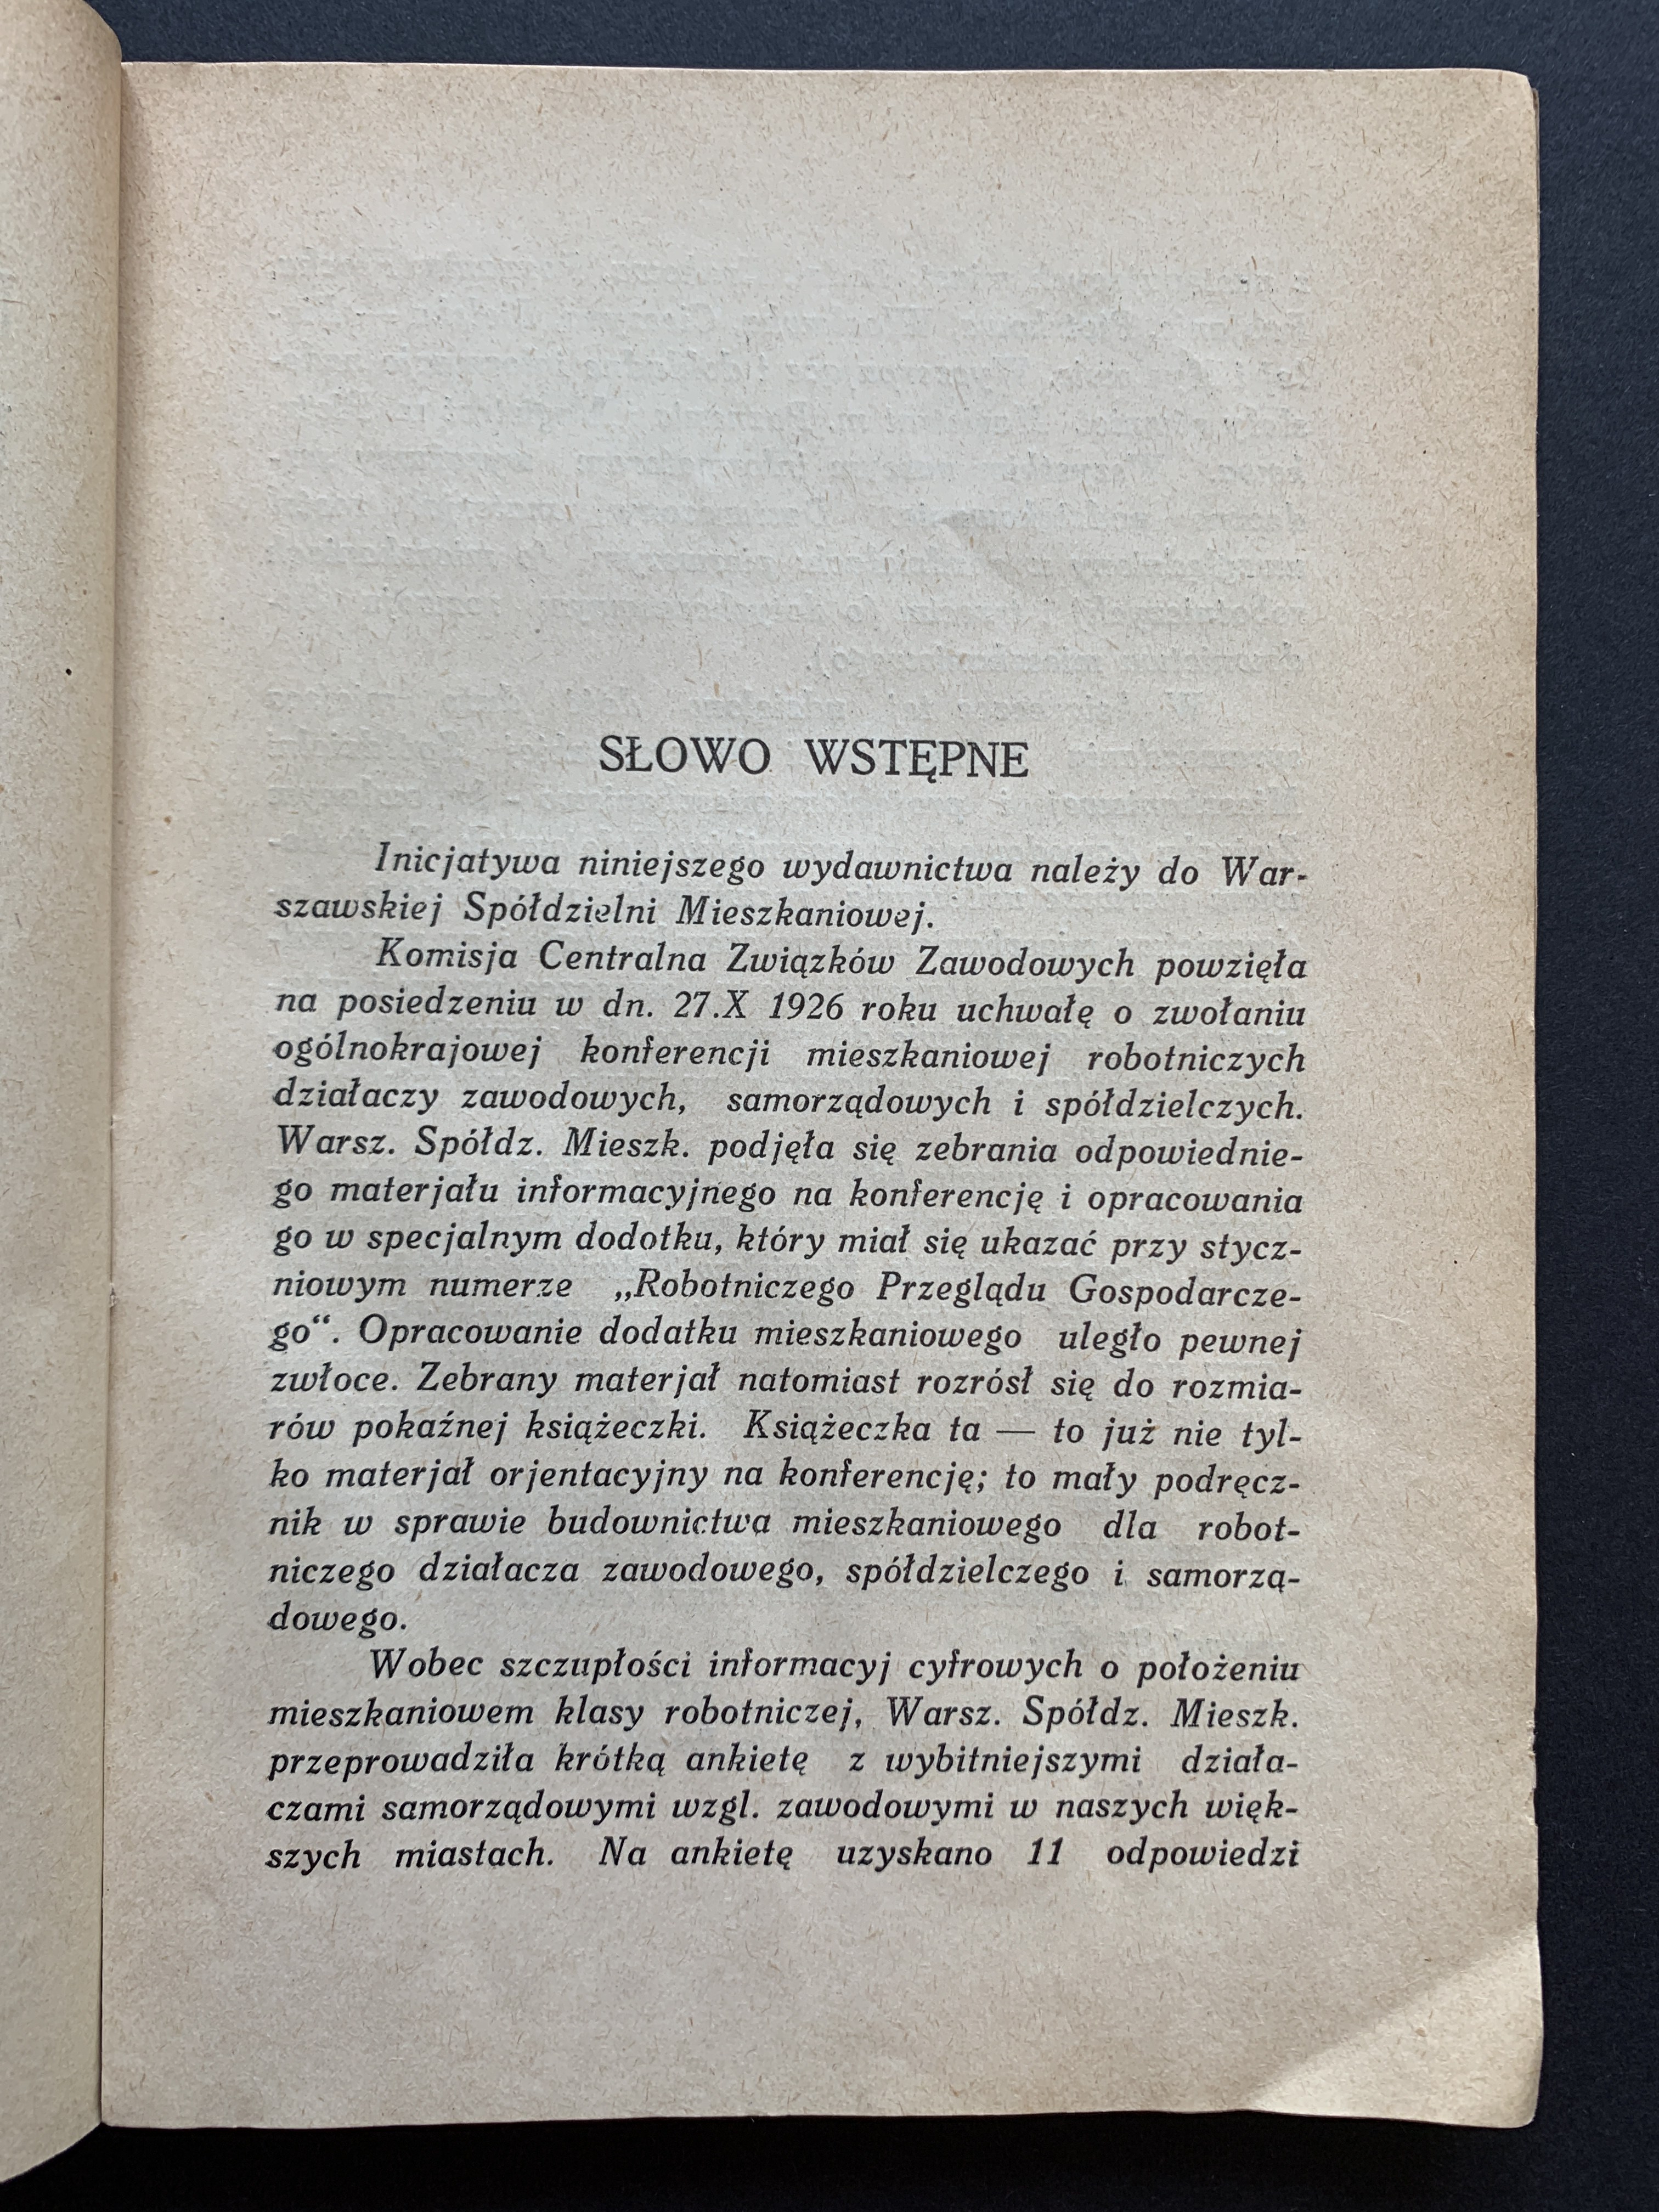 SŁOWO WSTĘPNE
Inicjatywa niniejszego wydawnictwa należy do War-
szawskiej Spółdzielni Mieszkaniowej.
Komisja Centralna Związków Zawodowych powzięła
na posiedzeniu w dn. 27.X 1926 roku uchwałę o zwołaniu
ogólnokrajowej konferencji mieszkaniowej robotniczych
działaczy zawodowych, samorządowych i spółdzielczych.
Warsz. Spółdz. Mieszk. podjęła się zebrania odpowiednie-
go materjału informacyjnego na konferencję i opracowania
go w specjalnym dodotku, który miał się ukazać przy stycz-
niowym numerze „Robotniczego Przeglądu Gospodarcze-
go“. Opracowanie dodatku mieszkaniowego uległo pewnej
zwłoce. Zebrany materjał natomiast rozrósł się do rozmia-
rów pokaźnej książeczki. Książeczka ta — to już nie tyl-
ko materjał orjentacyjny na konferencję; to mały podręcz-
nik w sprawie budownictwa mieszkaniowego dla robot-
niczego działacza zawodowego, spółdzielczego i samorzą-
dowego.
Wobec szczupłości informacyj cyfrowych o położeniu
mieszkaniowem klasy robotniczej, Warsz. Spółdz. Mieszk.
przeprowadziła krótką ankietę z wybitniejszymi działa-
czami samorządowymi wzgl. zawodowymi w naszych więk-
szych miastach. Na ankietę uzyskano 11 odpowiedzi